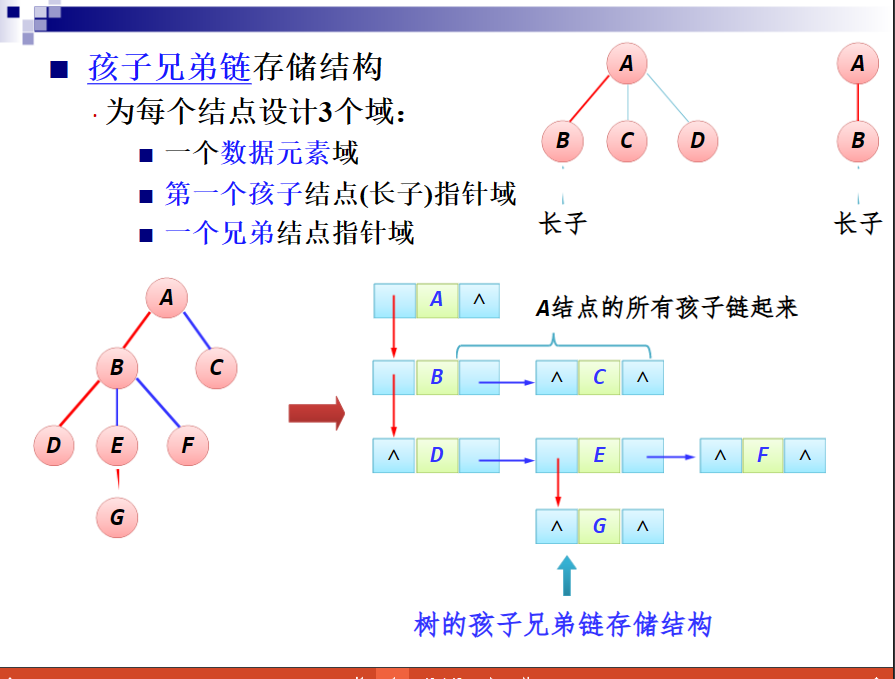 孩子兄弟链存储结构
为每个结点设计3个域：
一个数据元素域
第一个孩子结点(长子)指针域
一个兄弟结点指针域
A
B C D
长子
A
B
长子
A
B C
D E F
G
A ∧
A结点的所有孩子链起来
B ∧ C ∧
∧ D E ∧ F ∧
∧ G ∧
树的孩子兄弟链存储结构